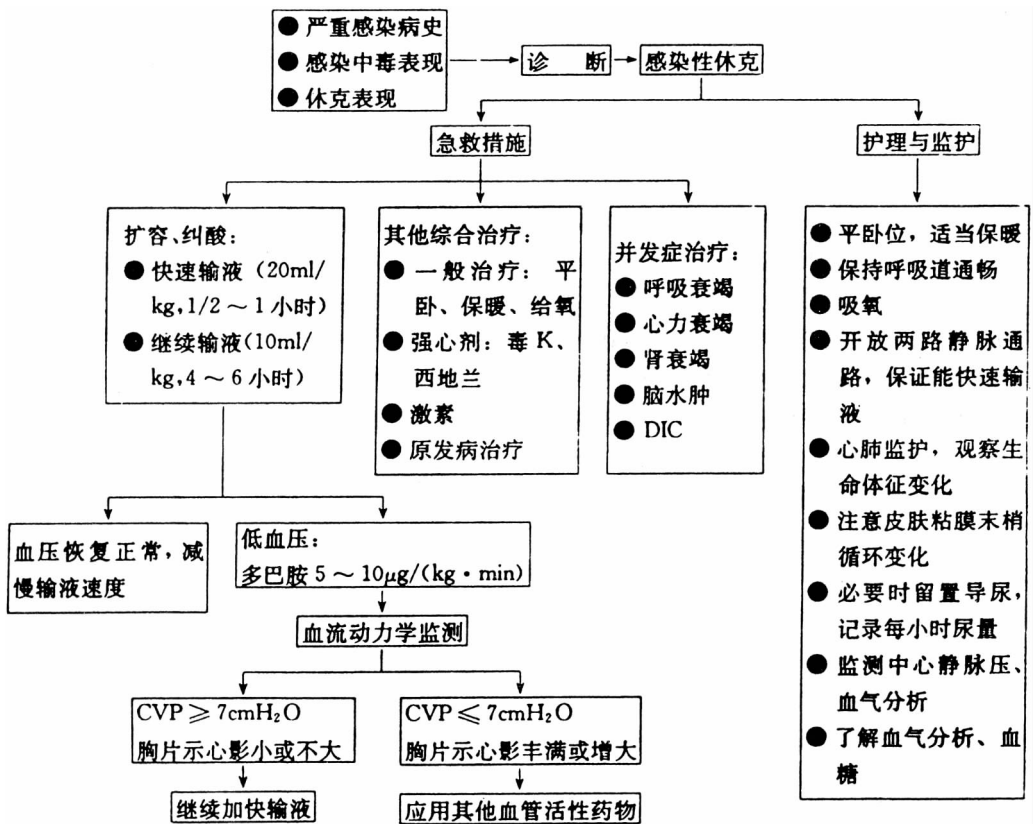 ● 严重感染病史
● 感染中毒表现
● 休克表现
诊 断
感染性休克
急救措施
护理与监护
扩容、纠酸：
● 快速输液（20ml/
kg,1/2～1小时）
● 继续输液（10ml/
kg,4～6小时）
其他综合治疗：
● 一般治疗：平
卧、保暖、给氧
● 强心剂：毒K、
西地兰
● 激素
● 原发病治疗
并发症治疗：
● 呼吸衰竭
● 心力衰竭
● 肾衰竭
● 脑水肿
● DIC
● 平卧位，适当保暖
● 保持呼吸道通畅
● 吸氧
● 开放两路静脉通
路，保证能快速输
液
● 心肺监护，观察生
命体征变化
● 注意皮肤粘膜末梢
循环变化
● 必要时留置导尿，
记录每小时尿量
● 监测中心静脉压、
血气分析
● 了解血气分析、血
糖
血压恢复正常，减
慢输液速度
低血压：
多巴胺5～10μg/(kg·min)
血流动力学监测
CVP≥7cmH₂O
胸片示心影小或不大
CVP≤7cmH₂O
胸片示心影丰满或增大
继续加快输液
应用其他血管活性药物